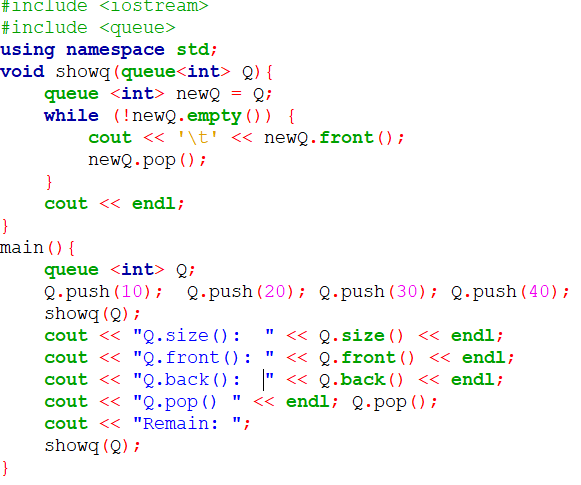 #include <iostream>
#include <queue>
using namespace std;
void showq(queue<int> Q){
    queue <int> newQ = Q;
    while (!newQ.empty()) {
        cout << '\t' << newQ.front();
        newQ.pop();
    }
    cout << endl;
}
main(){
    queue <int> Q;
    Q.push(10);  Q.push(20); Q.push(30); Q.push(40);
    showq(Q);
    cout << "Q.size():  " << Q.size() << endl;
    cout << "Q.front(): " << Q.front() << endl;
    cout << "Q.back():  " << Q.back() << endl;
    cout << "Q.pop() " << endl; Q.pop();
    cout << "Remain: ";
    showq(Q);
}